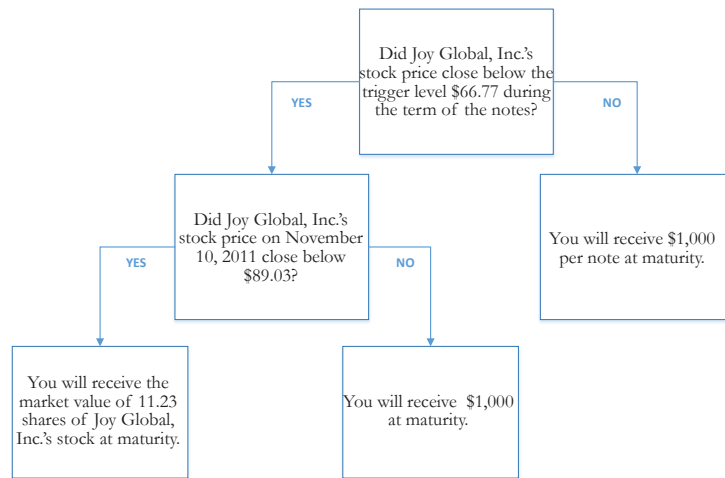 Did Joy Global, Inc.'s
stock price close below the
trigger level $66.77 during
the term of the notes?
YES
NO
Did Joy Global, Inc.'s
stock price on November
10, 2011 close below
$89.03?
You will receive $1,000
per note at maturity.
YES
NO
You will receive the
market value of 11.23
shares of Joy Global,
Inc.'s stock at maturity.
You will receive $1,000
at maturity.